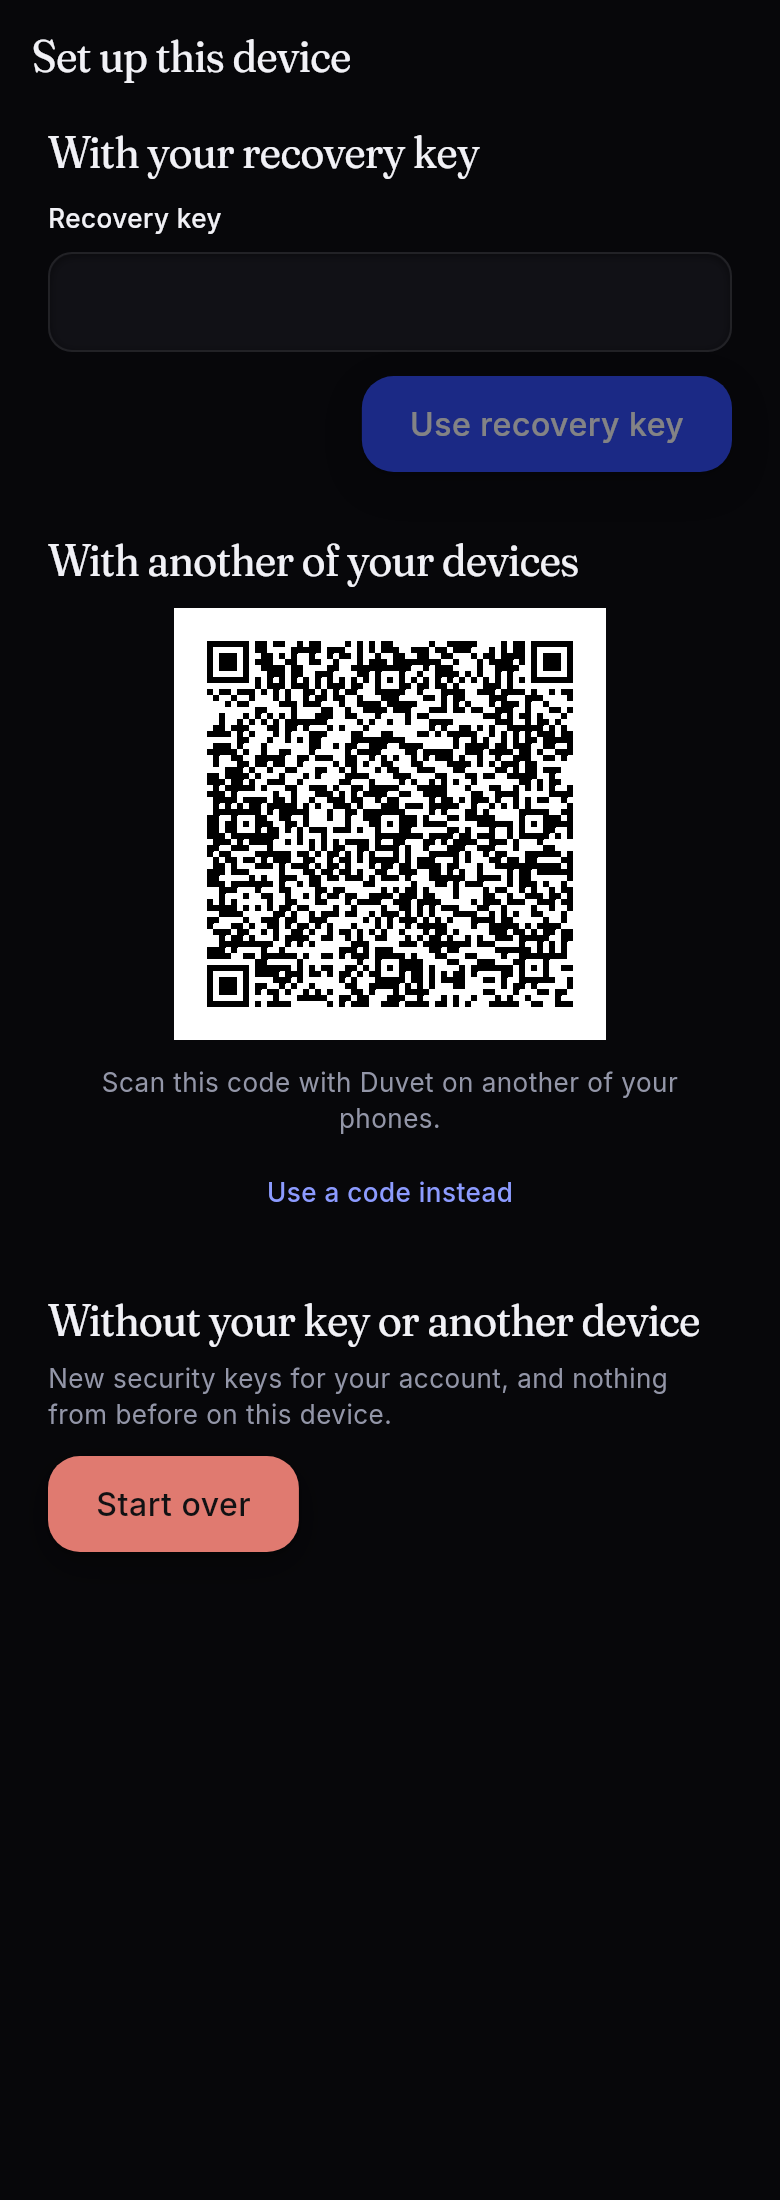 Set up this device
With your recovery key
Recovery key
Use recovery key
With another of your devices
Scan this code with Duvet on another of your
phones.
Use a code instead
Without your key or another device
New security keys for your account, and nothing
from before on this device.
Start over